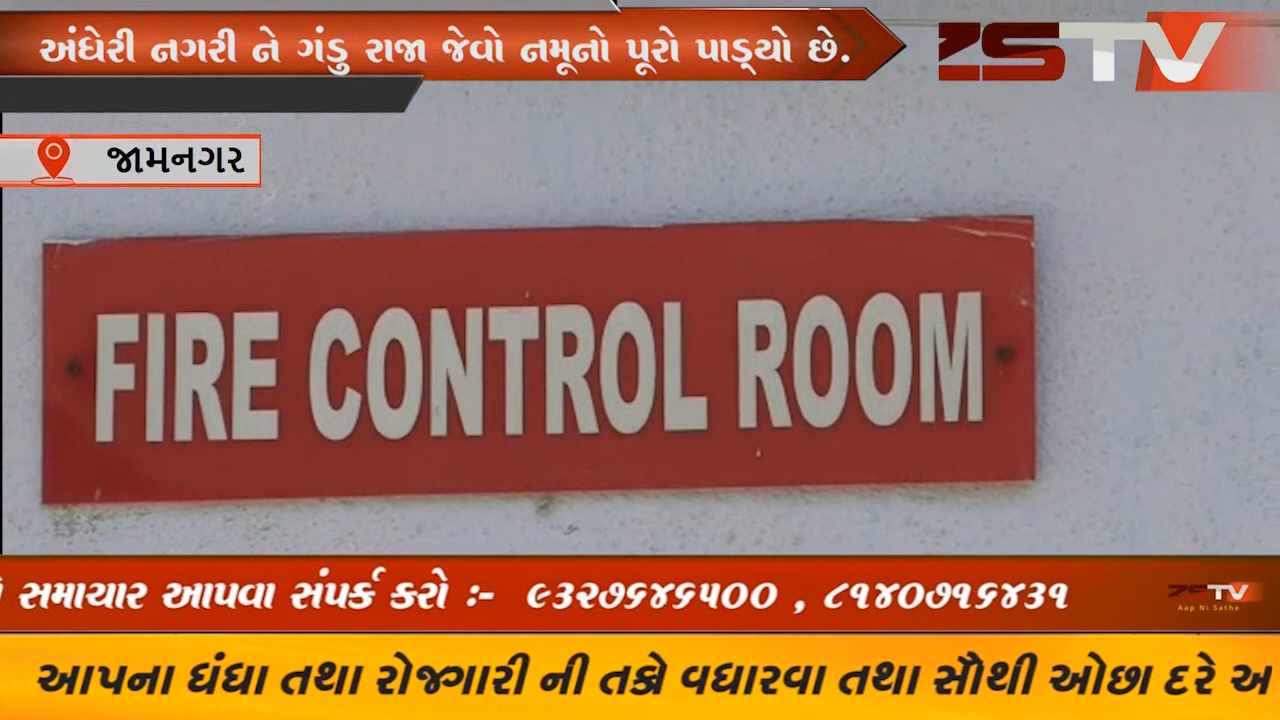 અંધેરી નગરી ને ગંડુ રાજા જેવો નમૂનો પૂરો પાડ્યો છે.
ZSTV
જામનગર
FIRE CONTROL ROOM
સમાચાર આપવા સંપર્ક કરો :- ૯૩૨૭૬૪૬૫૦૦ , ૮૧૪૦૭૧૬૪૩૧
ZSTV
Aap Ni Sathe
આપના ધંધા તથા રોજગારી ની તકો વધારવા તથા સૌથી ઓછા દરે અ